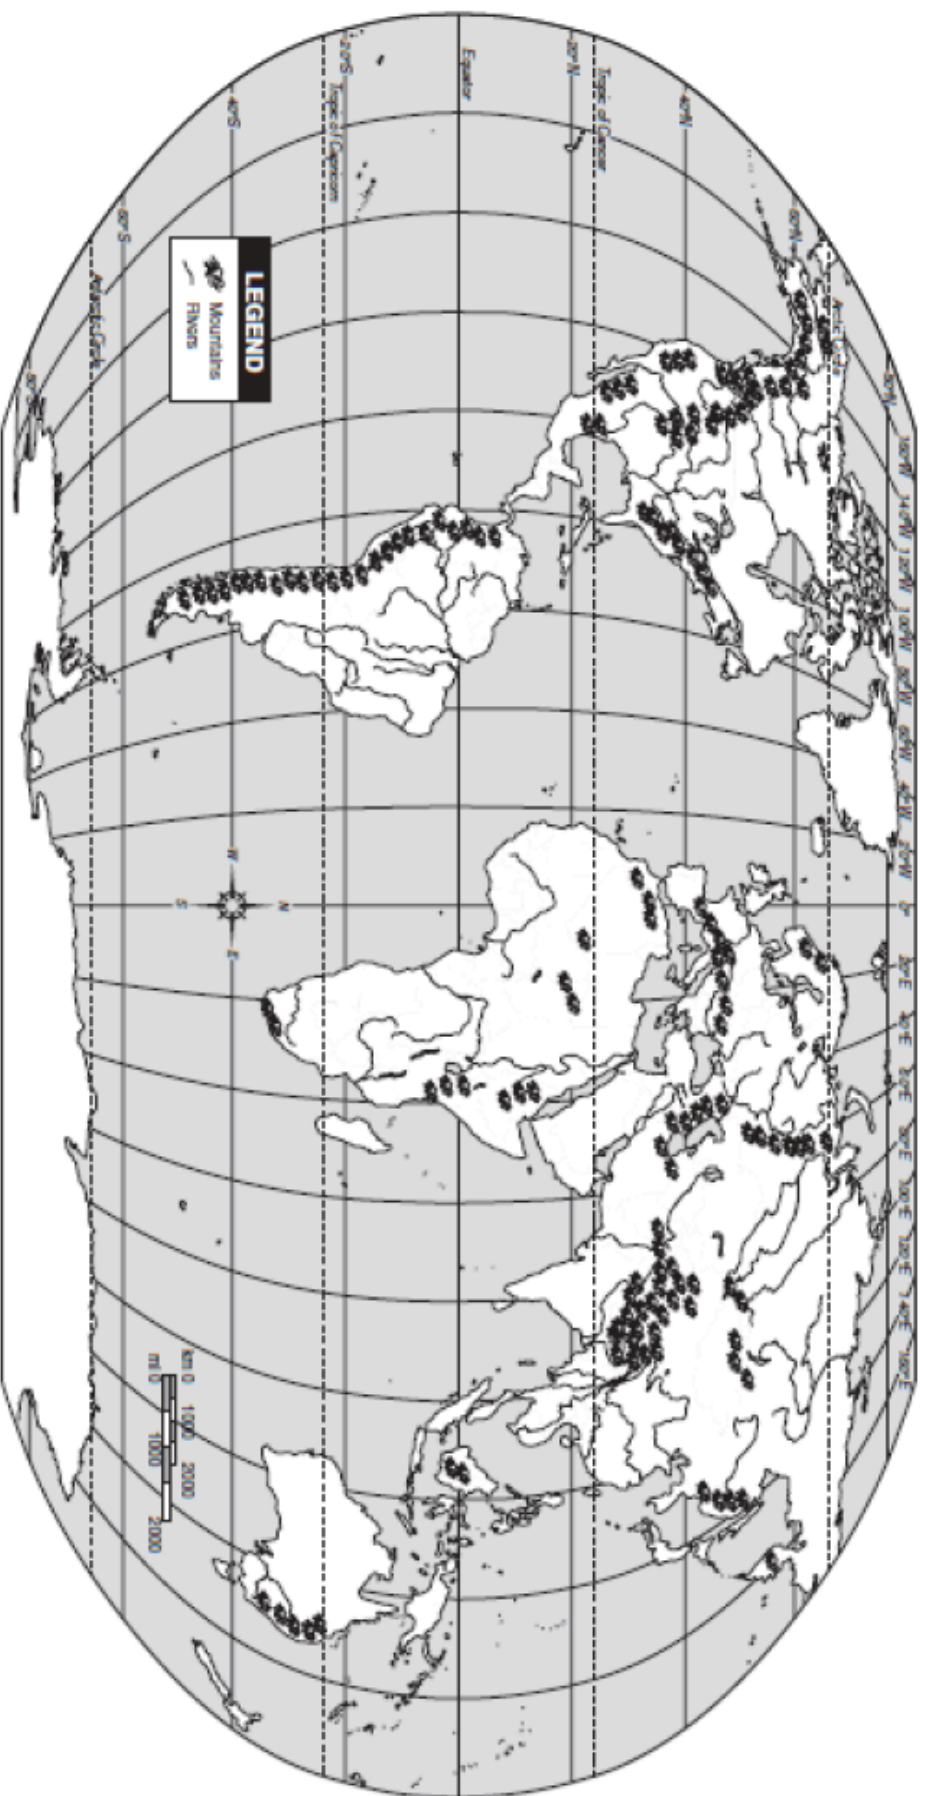 160°W 140°W 120°W 100°W 80°W 60°W 40°W 20°W 0° 20°E 40°E 60°E 80°E 100°E 120°E 140°E 160°E
80°N
Arctic Circle
60°N
40°N
Tropic of Cancer
20°N
Equator
20°S
Tropic of Capricorn
40°S
60°S
Antarctic Circle
80°S
LEGEND
Mountains
Rivers
N
W E
S
km 0 1000 2000
mi 0 1000 2000